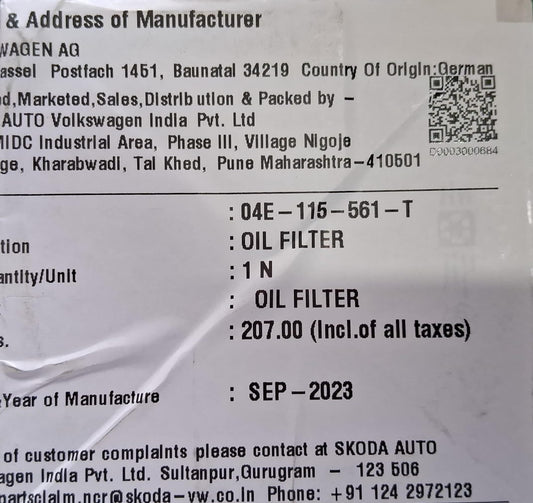 & Address of Manufacturer
WAGEN AG
assel Postfach 1451, Baunatal 34219 Country Of Origin:German
d,Marketed,Sales,Distribution & Packed by -
AUTO Volkswagen India Pvt. Ltd
MIDC Industrial Area, Phase III, Village Nigoje
ge, Kharabwadi, Tal Khed, Pune Maharashtra-410501
D9003000684
:04E-115-561-T
tion :OIL FILTER
antity/Unit :1 N
: OIL FILTER
s. :207.00 (Incl.of all taxes)
Year of Manufacture : SEP-2023
of customer complaints please contact at SKODA AUTO
agen India Pvt. Ltd. Sultanpur,Gurugram - 123 506
partsclaim.ncr@skoda-vw.co.in Phone: +91 124 2972123